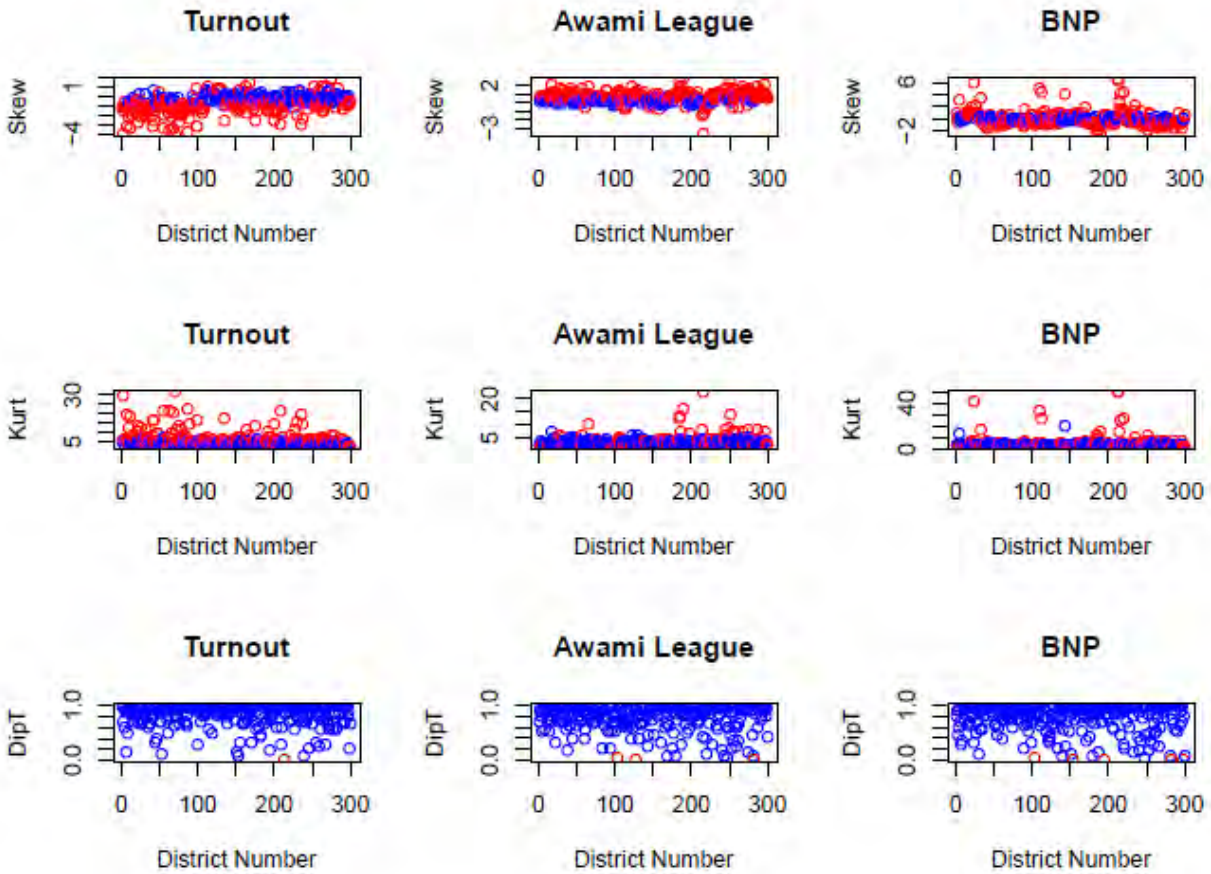 Turnout Awami League BNP
Skew 1 -4 Skew 2 -3 Skew 6 -2
0 100 200 300 0 100 200 300 0 100 200 300
District Number District Number District Number
Turnout Awami League BNP
Kurt 30 5 Kurt 20 5 Kurt 40 0
0 100 200 300 0 100 200 300 0 100 200 300
District Number District Number District Number
Turnout Awami League BNP
DipT 1.0 0.0 DipT 1.0 0.0 DipT 1.0 0.0
0 100 200 300 0 100 200 300 0 100 200 300
District Number District Number District Number